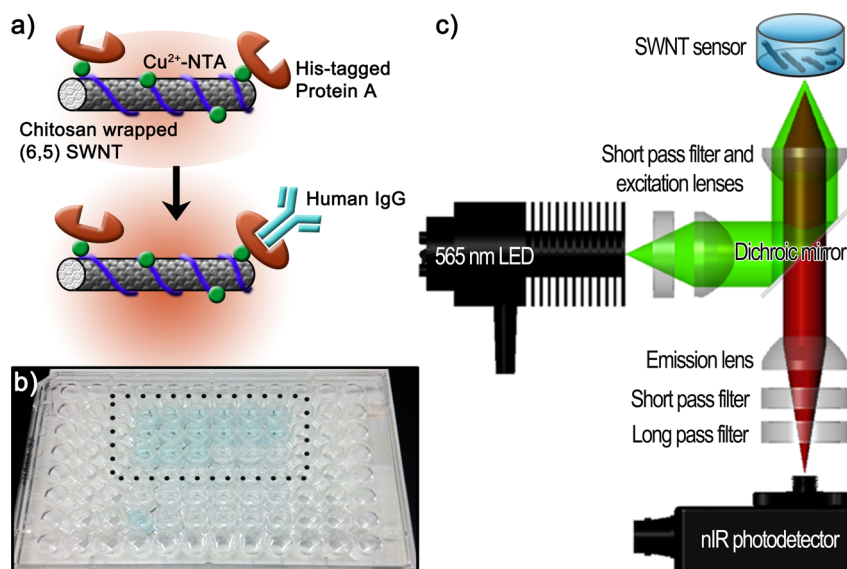 a)
Cu²⁺-NTA
His-tagged
Protein A
Chitosan wrapped
(6,5) SWNT
Human IgG
b)
c)
SWNT sensor
Short pass filter and
excitation lenses
565 nm LED
Dichroic mirror
Emission lens
Short pass filter
Long pass filter
nIR photodetector